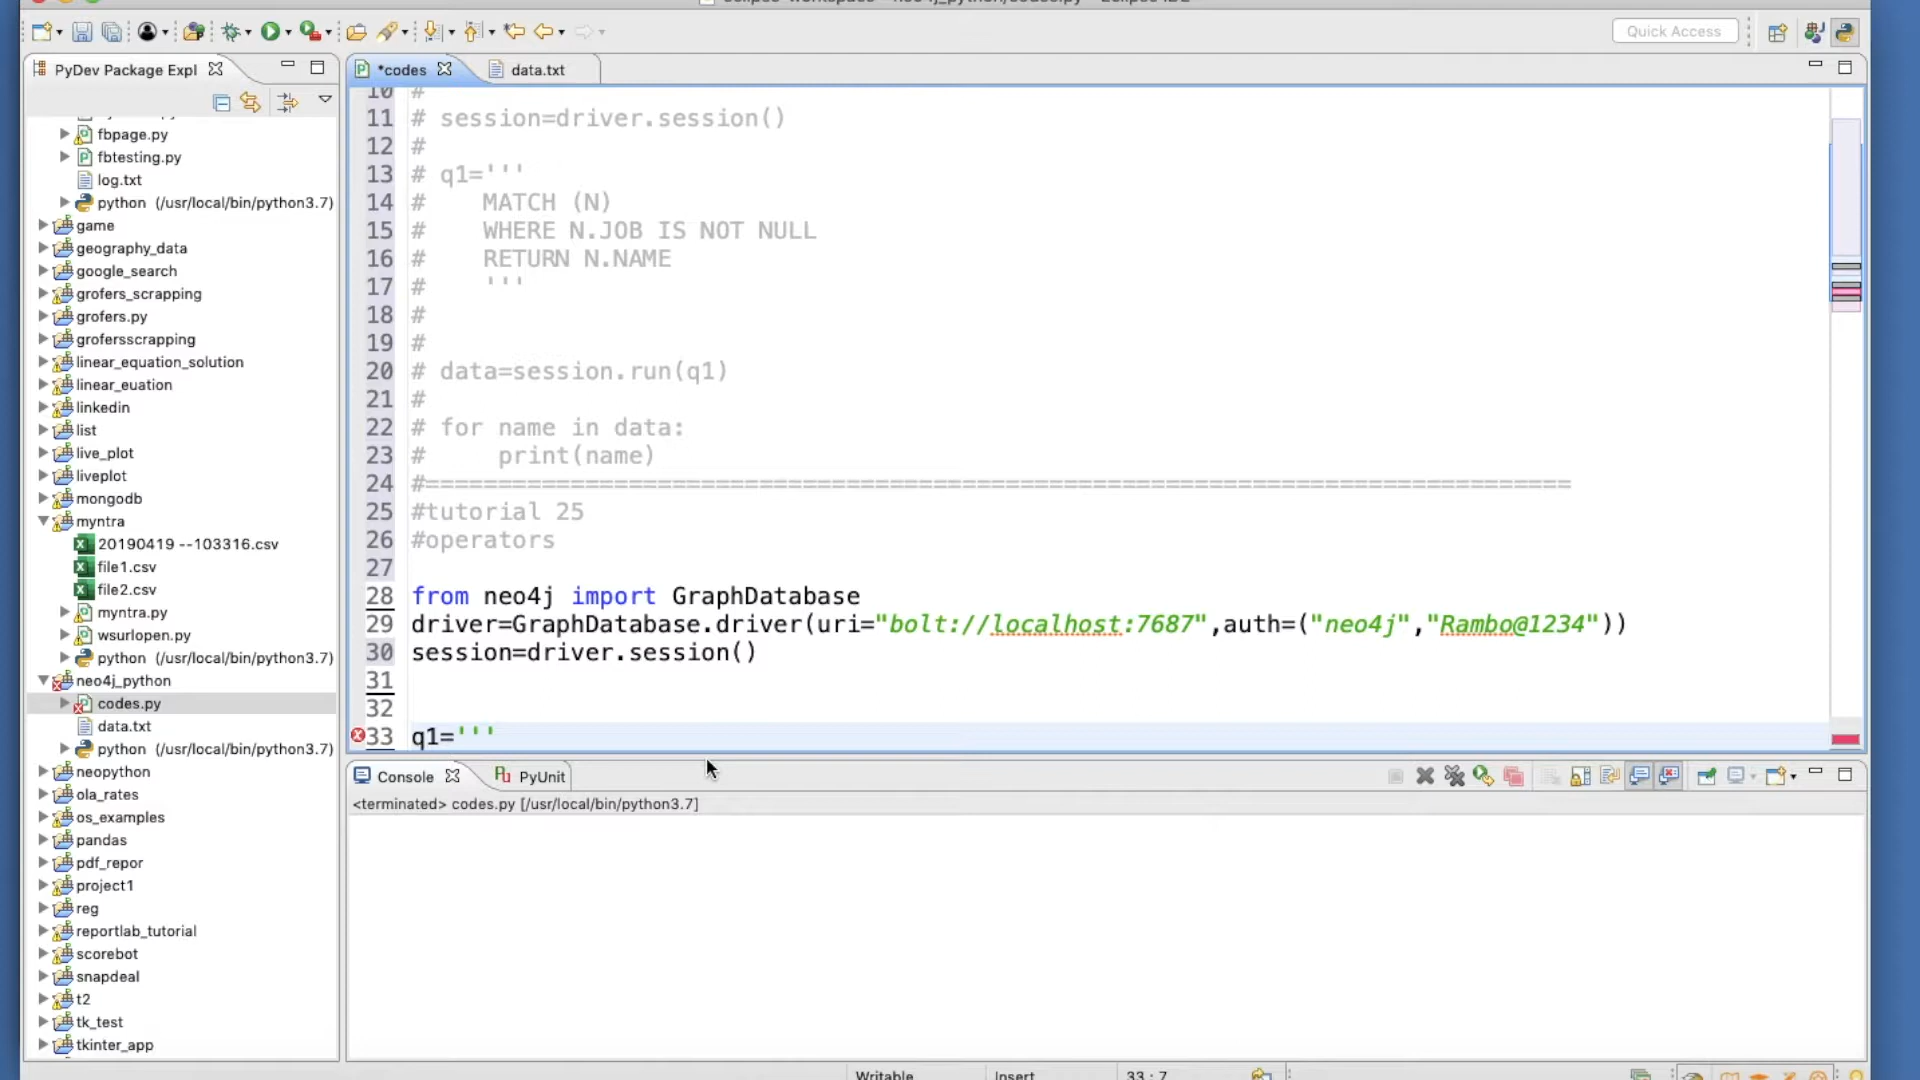 Quick Access
PyDev Package Expl
fbpage.py
fbtesting.py
log.txt
python (/usr/local/bin/python3.7)
game
geography_data
google_search
grofers_scrapping
grofers.py
grofersscrapping
linear_equation_solution
linear_euation
linkedin
list
live_plot
liveplot
mongodb
myntra
20190419 --103316.csv
file1.csv
file2.csv
myntra.py
wsurlopen.py
python (/usr/local/bin/python3.7)
neo4j_python
codes.py
data.txt
python (/usr/local/bin/python3.7)
neopython
ola_rates
os_examples
pandas
pdf_repor
project1
reg
reportlab_tutorial
scorebot
snapdeal
t2
tk_test
tkinter_app
*codes
data.txt
10 #
11 # session=driver.session()
12 #
13 # q1='''
14 # MATCH (N)
15 # WHERE N.JOB IS NOT NULL
16 # RETURN N.NAME
17 # '''
18 #
19 #
20 # data=session.run(q1)
21 #
22 # for name in data:
23 # print(name)
24 #===============================================================================
25 #tutorial 25
26 #operators
27
28 from neo4j import GraphDatabase
29 driver=GraphDatabase.driver(uri="bolt://localhost:7687",auth=("neo4j","Rambo@1234"))
30 session=driver.session()
31
32
33 q1='''
Console
PyUnit
<terminated> codes.py [/usr/local/bin/python3.7]
Writable
Insert
33 : 7